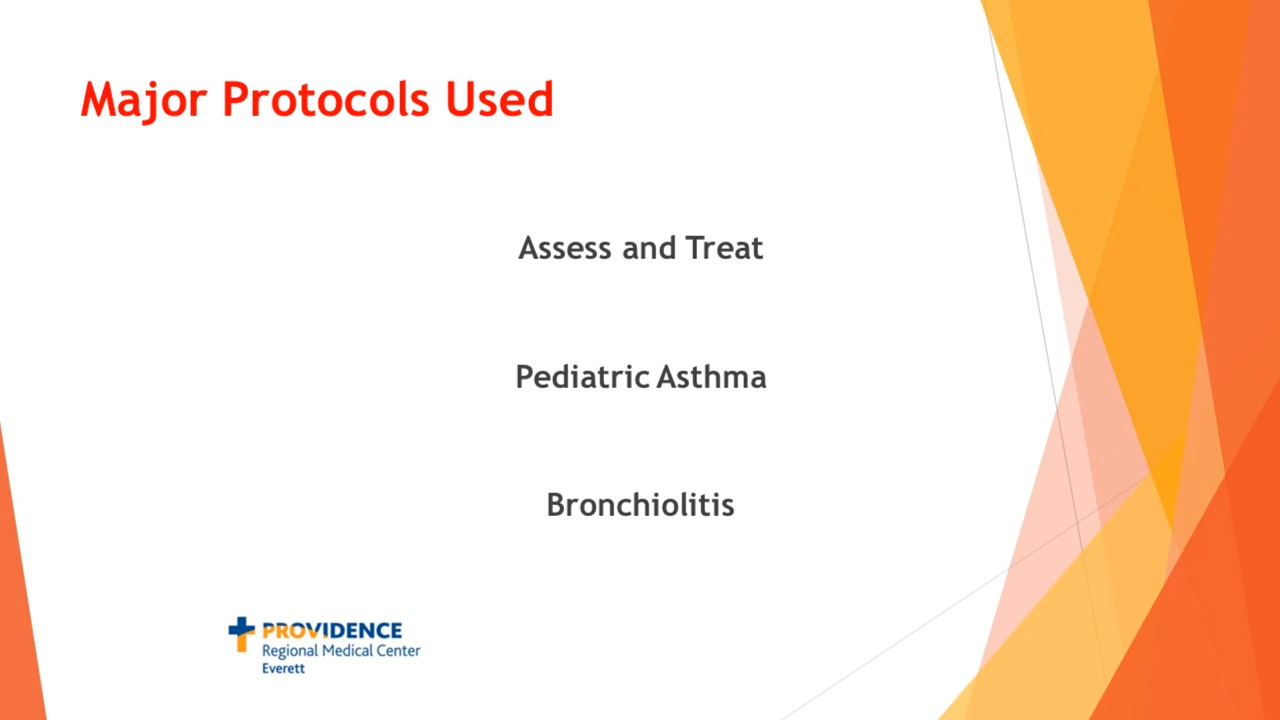 Major Protocols Used
Assess and Treat
Pediatric Asthma
Bronchiolitis
PROVIDENCE
Regional Medical Center
Everett